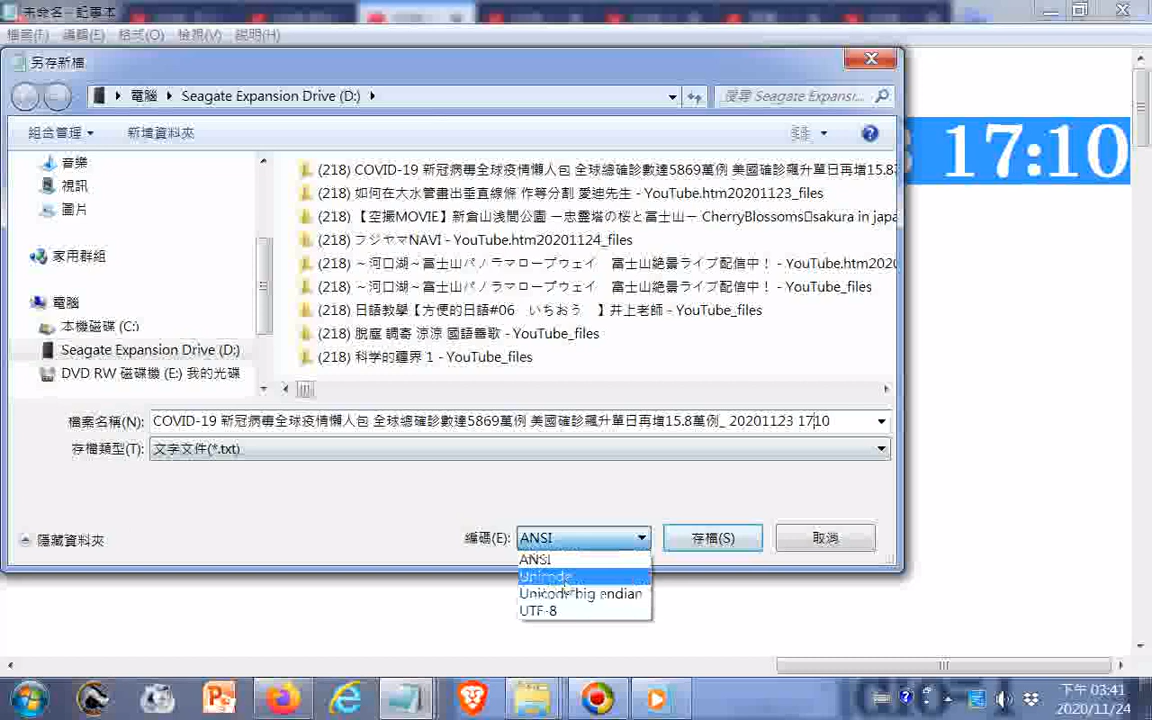 未命名 - 記事本
檔案(F) 編輯(E) 格式(O) 檢視(V) 說明(H)
另存新檔
電腦 Seagate Expansion Drive (D:)
搜尋 Seagate Expansi...
組合管理 新增資料夾
17:10
音樂
視訊
圖片
家用群組
電腦
本機磁碟 (C:)
Seagate Expansion Drive (D:)
DVD RW 磁碟機 (E:) 我的光碟
(218) COVID-19 新冠病毒全球疫情懶人包 全球總確診數達5869萬例 美國確診飆升單日再增15.8
(218) 如何在大水管畫出垂直線條 作等分割 愛迪先生 - YouTube.htm20201123_files
(218) 【空撮MOVIE】新倉山浅間公園 ー忠霊塔の桜と富士山ー CherryBlossoms sakura in japa
(218) フジヤマNAVI - YouTube.htm20201124_files
(218) ～河口湖～富士山パノラマロープウェイ　富士山絶景ライブ配信中！ - YouTube.htm202
(218) ～河口湖～富士山パノラマロープウェイ　富士山絶景ライブ配信中！ - YouTube_files
(218) 日語教學【方便的日語#06　いちおう　】井上老師 - YouTube_files
(218) 脫塵 調寄 涼涼 國語善歌 - YouTube_files
(218) 科学的疆界 1 - YouTube_files
檔案名稱(N): COVID-19 新冠病毒全球疫情懶人包 全球總確診數達5869萬例 美國確診飆升單日再增15.8萬例_ 20201123 1710
存檔類型(T): 文字文件(*.txt)
隱藏資料夾
編碼(E): ANSI 存檔(S) 取消
ANSI
Unicode
Unicode big endian
UTF-8
下午 03:41
2020/11/24